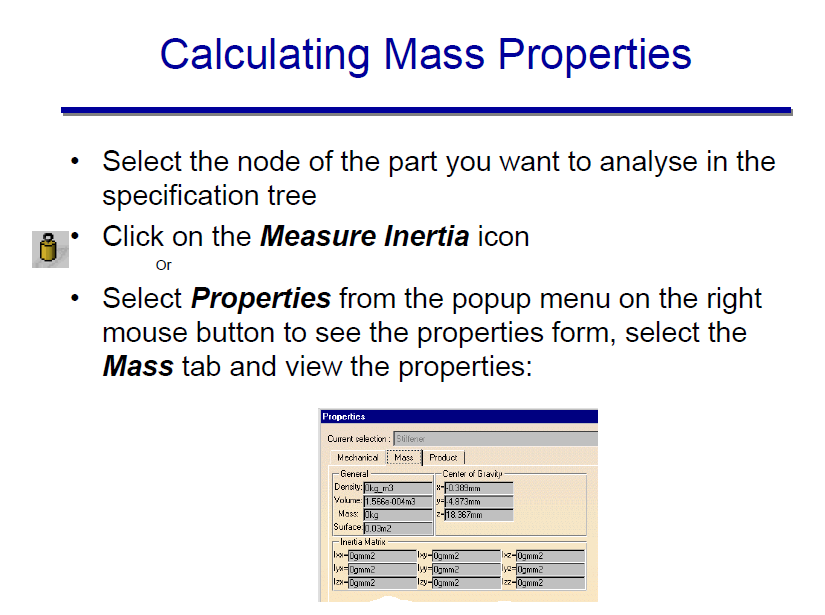 Calculating Mass Properties
• Select the node of the part you want to analyse in the
specification tree
• Click on the Measure Inertia icon
Or
• Select Properties from the popup menu on the right
mouse button to see the properties form, select the
Mass tab and view the properties:
Properties
Current selection : Stiffener
Mechanical Mass Product
General Center of Gravity
Density: 0kg_m3 x= -0.389mm
Volume: 1.566e-004m3 y= -4.873mm
Mass: 0kg z= 18.367mm
Surface: 0.03m2
Inertia Matrix
Ixx= 0gmm2 Ixy= 0gmm2 Ixz= 0gmm2
Iyx= 0gmm2 Iyy= 0gmm2 Iyz= 0gmm2
Izx= 0gmm2 Izy= 0gmm2 Izz= 0gmm2